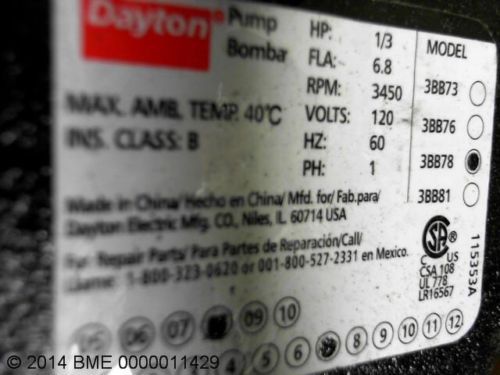 Dayton®
Pump
Bomba
HP: 1/3
FLA: 6.8
RPM: 3450
VOLTS: 120
HZ: 60
PH: 1
MAX. AMB. TEMP. 40°C
INS. CLASS: B
MODEL
3BB73
3BB76
3BB78
3BB81
Made in China/Hecho en China/ Mfd. for/ Fab.para/
Dayton Electric Mfg. CO., Niles, IL 60714 USA
For Repair Parts/ Para Partes de Reparación/Call/
Llame: 1-800-323-0620 or 001-800-527-2331 en Mexico.
SA
C US
CSA 108
UL 778
LR16567
115353A
05 06 07 09 10
4 5 6 8 9 10 11 12
© 2014 BME 0000011429